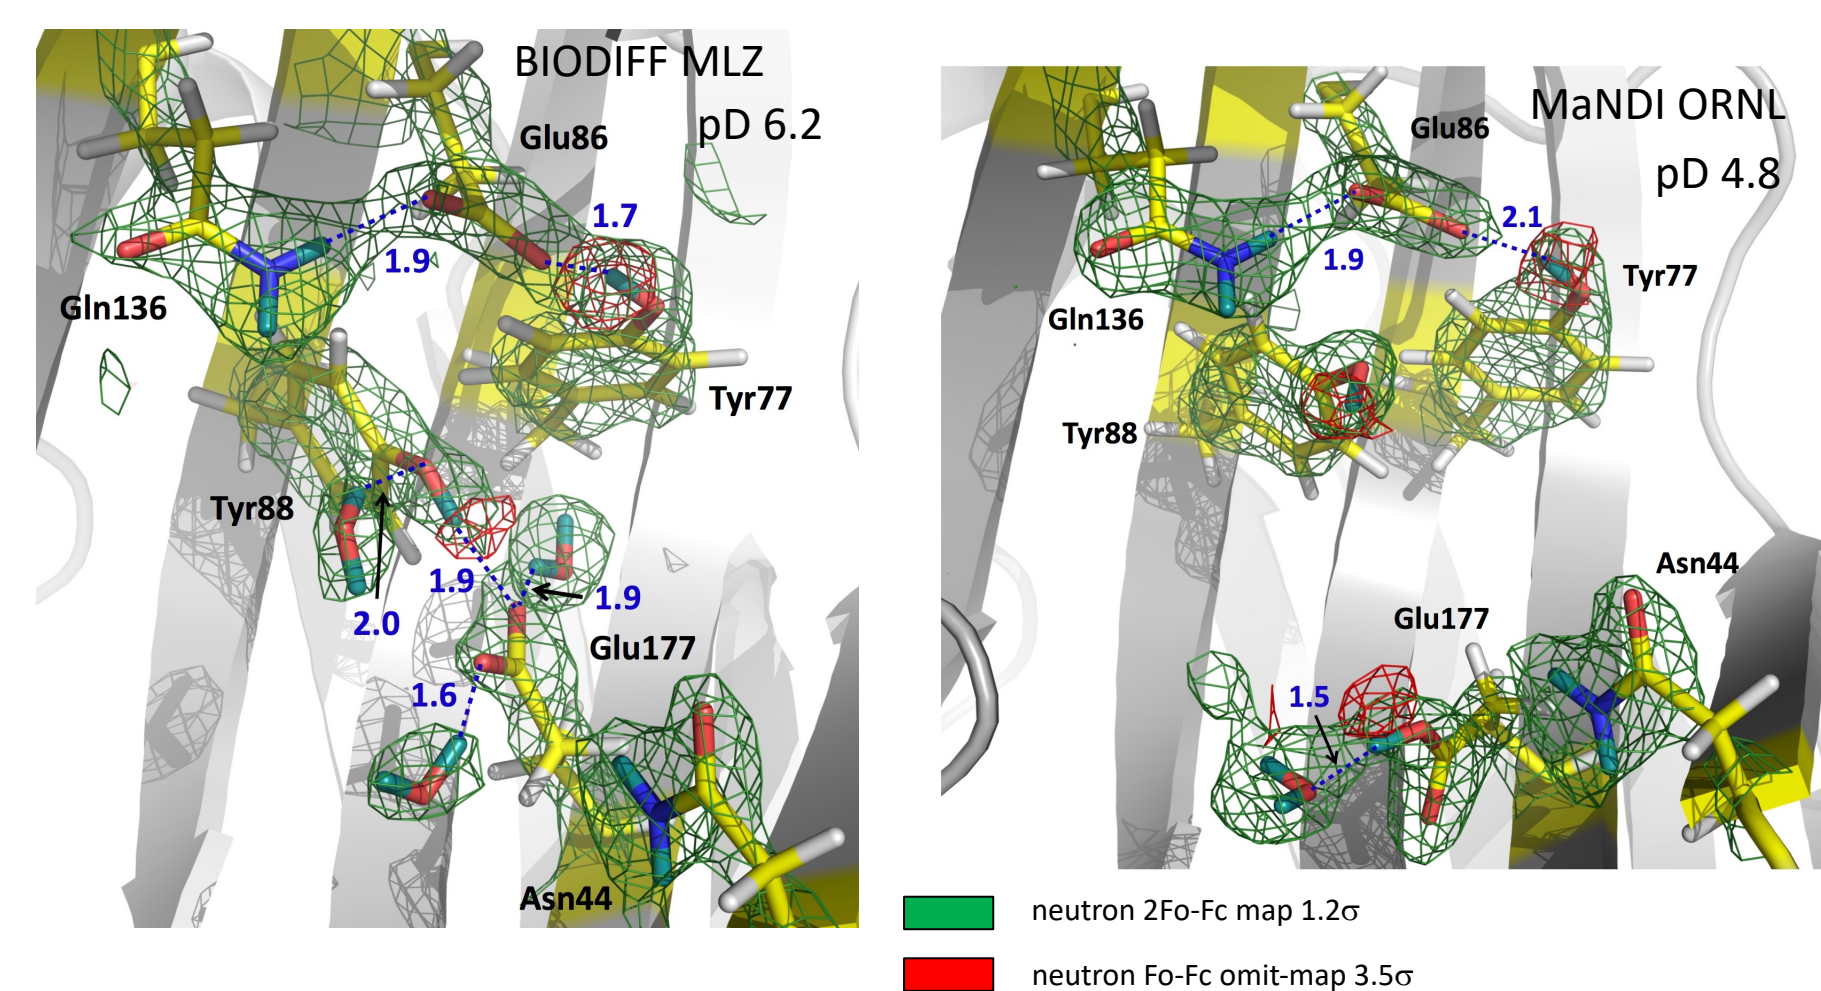 BIODIFF MLZ
pD 6.2
Glu86
1.7
1.9
Gln136
Tyr77
Tyr88
1.9
1.9
2.0
Glu177
1.6
Asn44
MaNDI ORNL
pD 4.8
Glu86
2.1
1.9
Tyr77
Gln136
Tyr88
Asn44
Glu177
1.5
neutron 2Fo-Fc map 1.2σ
neutron Fo-Fc omit-map 3.5σ